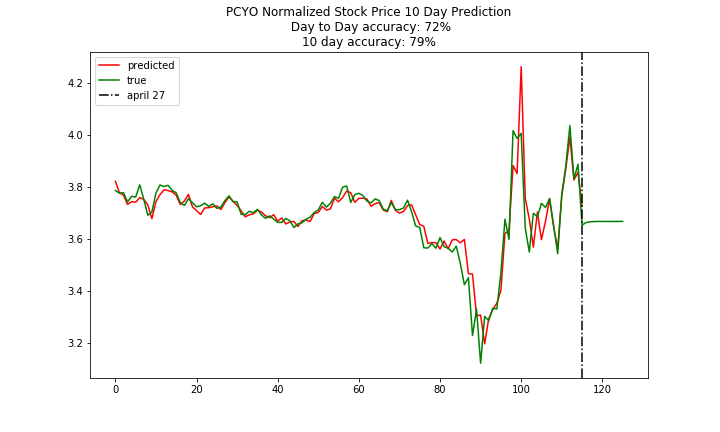 PCYO Normalized Stock Price 10 Day Prediction
Day to Day accuracy: 72%
10 day accuracy: 79%
predicted
true
april 27
4.2
4.0
3.8
3.6
3.4
3.2
0 20 40 60 80 100 120